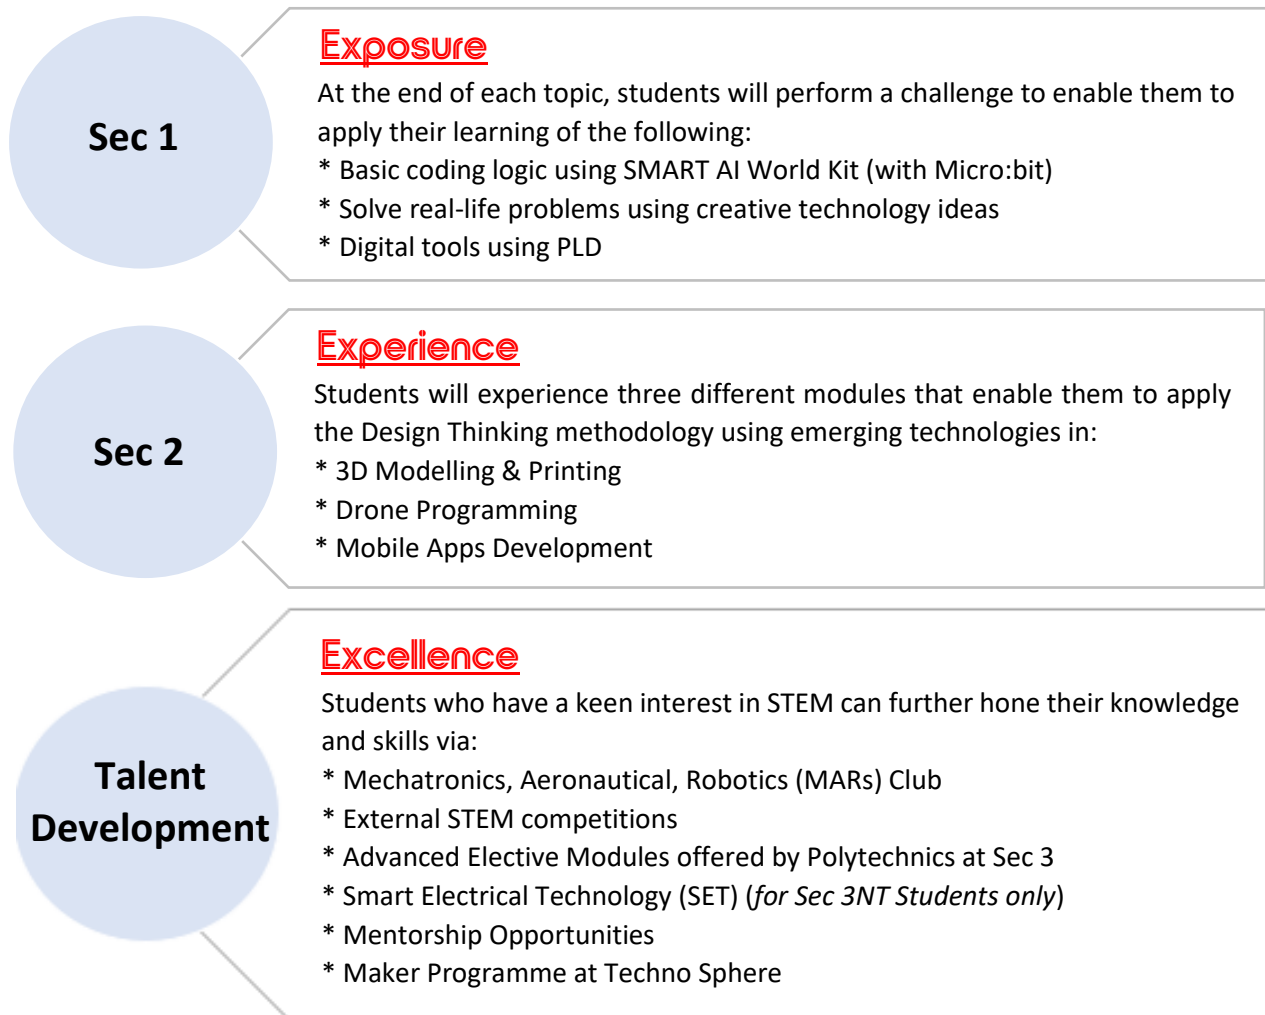 Sec 1
Exposure
At the end of each topic, students will perform a challenge to enable them to
apply their learning of the following:
* Basic coding logic using SMART AI World Kit (with Micro:bit)
* Solve real-life problems using creative technology ideas
* Digital tools using PLD
Sec 2
Experience
Students will experience three different modules that enable them to apply
the Design Thinking methodology using emerging technologies in:
* 3D Modelling & Printing
* Drone Programming
* Mobile Apps Development
Talent
Development
Excellence
Students who have a keen interest in STEM can further hone their knowledge
and skills via:
* Mechatronics, Aeronautical, Robotics (MARs) Club
* External STEM competitions
* Advanced Elective Modules offered by Polytechnics at Sec 3
* Smart Electrical Technology (SET) (for Sec 3NT Students only)
* Mentorship Opportunities
* Maker Programme at Techno Sphere